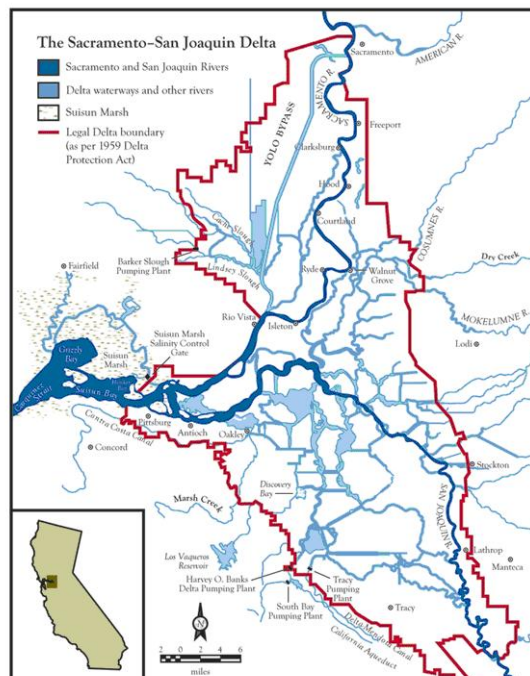 The Sacramento–San Joaquin Delta
Sacramento and San Joaquin Rivers
Delta waterways and other rivers
Suisun Marsh
Legal Delta boundary
(as per 1959 Delta
Protection Act)
Sacramento
AMERICAN R.
SACRAMENTO R.
YOLO BYPASS
Freeport
Clarksburg
Hood
Courtland
Cache Slough
COSUMNES R.
Barker Slough
Pumping Plant
Lindsey Slough
Ryde
Walnut
Grove
Dry Creek
MOKELUMNE R.
Fairfield
Rio Vista
Isleton
Lodi
Suisun Marsh
Salinity Control
Gate
Suisun
Marsh
Grizzly
Bay
Suisun Bay
Carquinez Strait
Pittsburg
Antioch
Oakley
Contra Costa Canal
Concord
Discovery
Bay
Stockton
SAN JOAQUIN R.
Marsh Creek
Los Vaqueros
Reservoir
Lathrop
Manteca
Harvey O. Banks
Delta Pumping Plant
Tracy
Pumping
Plant
South Bay
Pumping Plant
Tracy
Delta Mendota Canal
California Aqueduct
N
2 0 2 4 6
miles